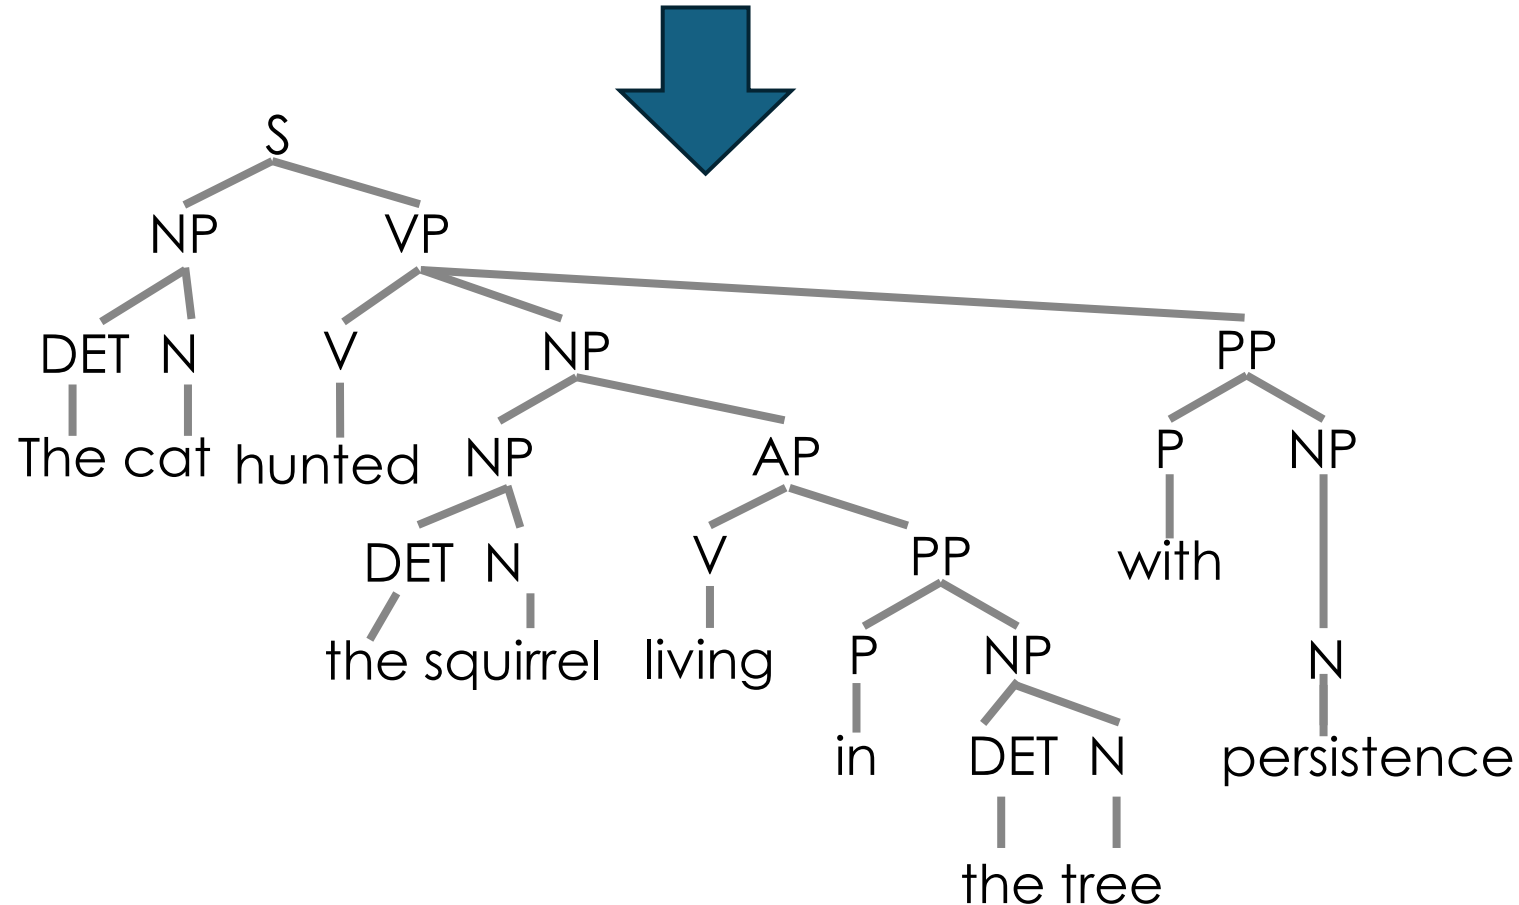 S
NP VP
DET N V NP PP
The cat hunted NP AP P NP
DET N V PP with
the squirrel living P NP N
in DET N persistence
the tree